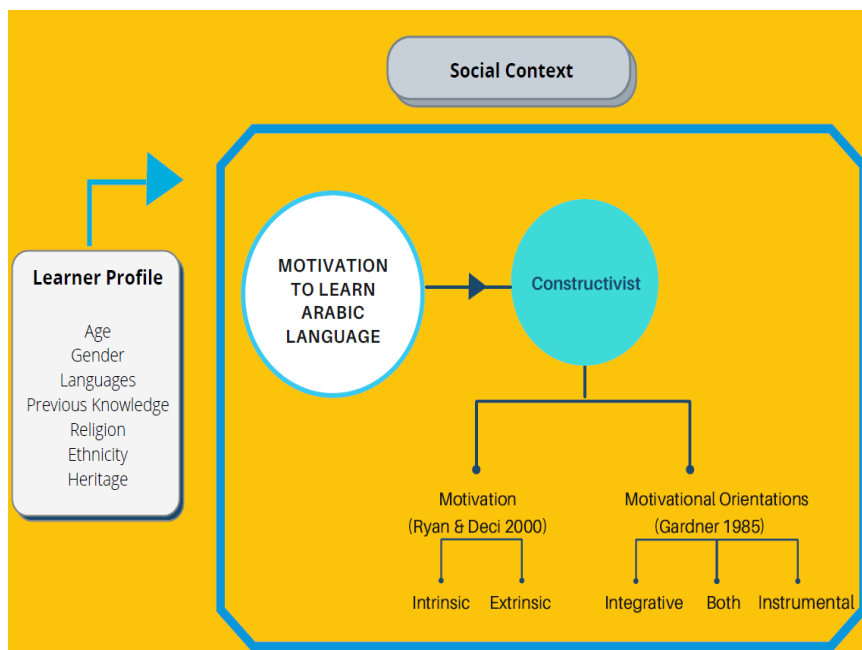 Social Context
Learner Profile
Age
Gender
Languages
Previous Knowledge
Religion
Ethnicity
Heritage
MOTIVATION
TO LEARN
ARABIC
LANGUAGE
Constructivist
Motivation
(Ryan & Deci 2000)
Intrinsic Extrinsic
Motivational Orientations
(Gardner 1985)
Integrative Both Instrumental